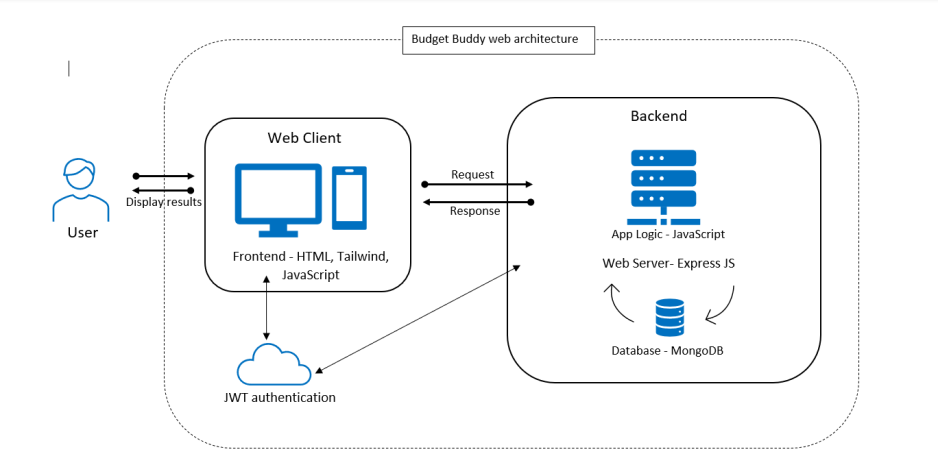 Budget Buddy web architecture
Backend
Web Client
Request
Display results
Response
User
App Logic - JavaScript
Frontend - HTML, Tailwind,
JavaScript
Web Server- Express JS
Database - MongoDB
JWT authentication